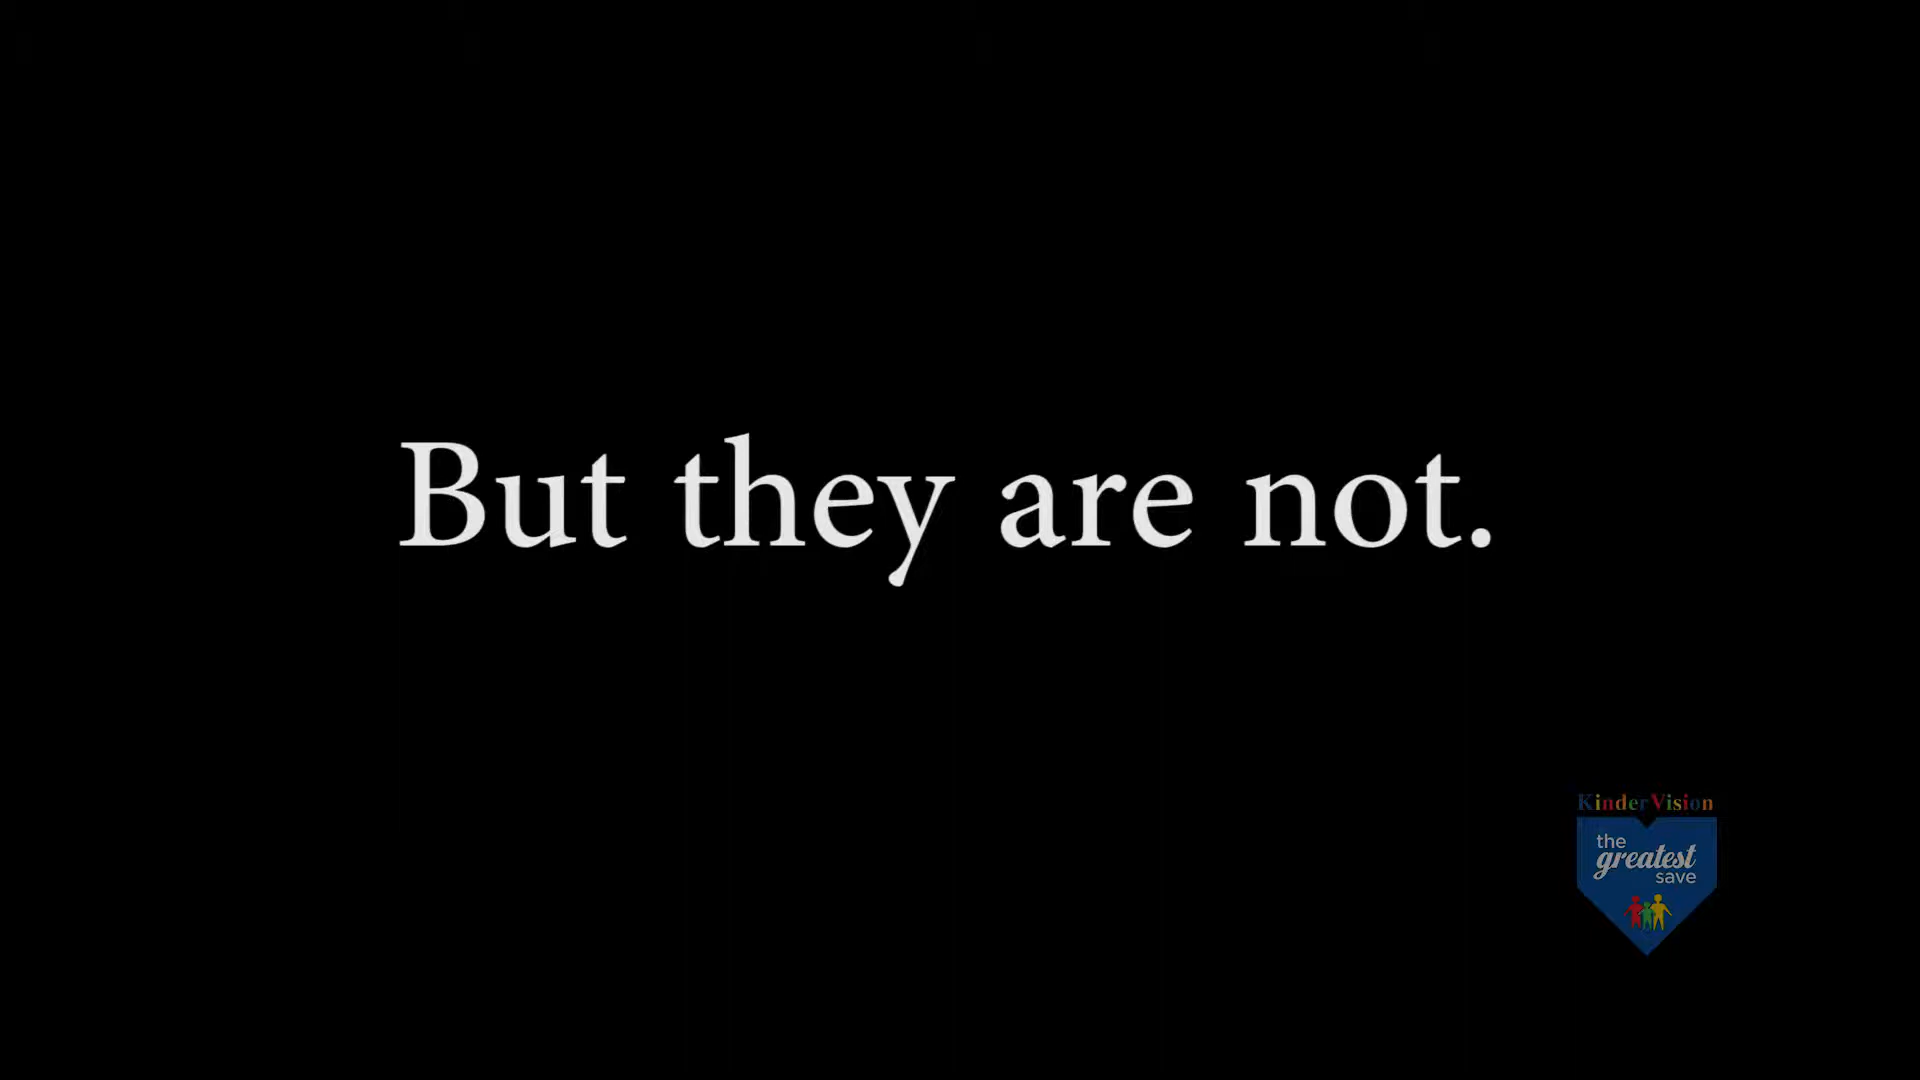 But they are not.
KinderVision
the
greatest
save